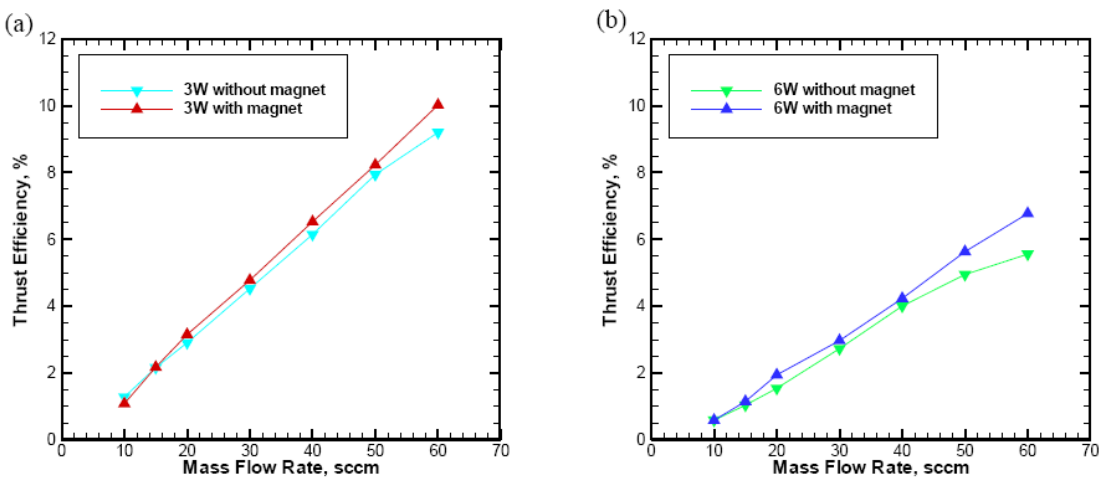 (a)
12
10
8
6
4
2
0
Thrust Efficiency, %
3W without magnet
3W with magnet
0 10 20 30 40 50 60 70
Mass Flow Rate, sccm
(b)
12
10
8
6
4
2
0
Thrust Efficiency, %
6W without magnet
6W with magnet
0 10 20 30 40 50 60 70
Mass Flow Rate, sccm